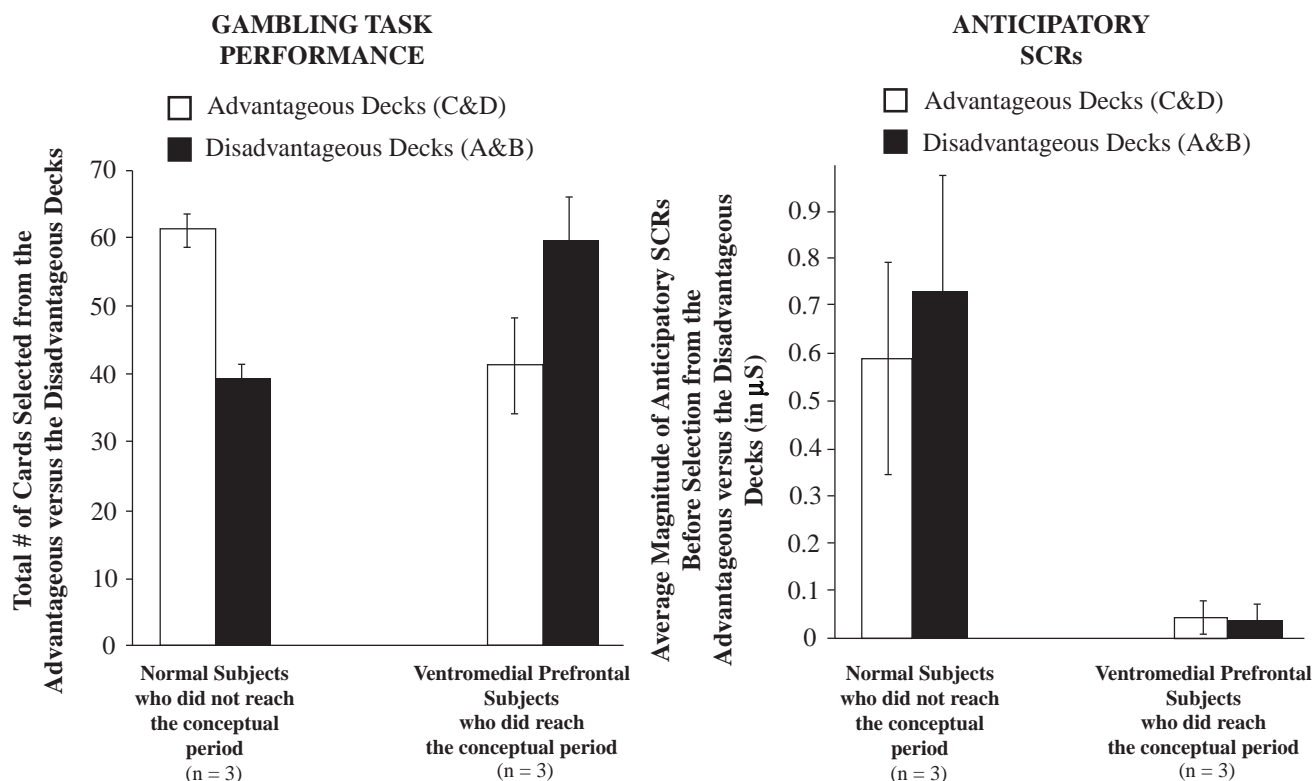 GAMBLING TASK
PERFORMANCE
Advantageous Decks (C&D)
Disadvantageous Decks (A&B)
Total # of Cards Selected from the
Advantageous versus the Disadvantageous Decks
70
60
50
40
30
20
10
0
Normal Subjects
who did not reach
the conceptual
period
(n = 3)
Ventromedial Prefrontal
Subjects
who did reach
the conceptual period
(n = 3)
ANTICIPATORY
SCRs
Advantageous Decks (C&D)
Disadvantageous Decks (A&B)
Average Magnitude of Anticipatory SCRs
Before Selection from the
Advantageous versus the Disadvantageous
Decks (in μS)
0.9
0.8
0.7
0.6
0.5
0.4
0.3
0.2
0.1
0
Normal Subjects
who did not reach
the conceptual
period
(n = 3)
Ventromedial Prefrontal
Subjects
who did reach
the conceptual period
(n = 3)